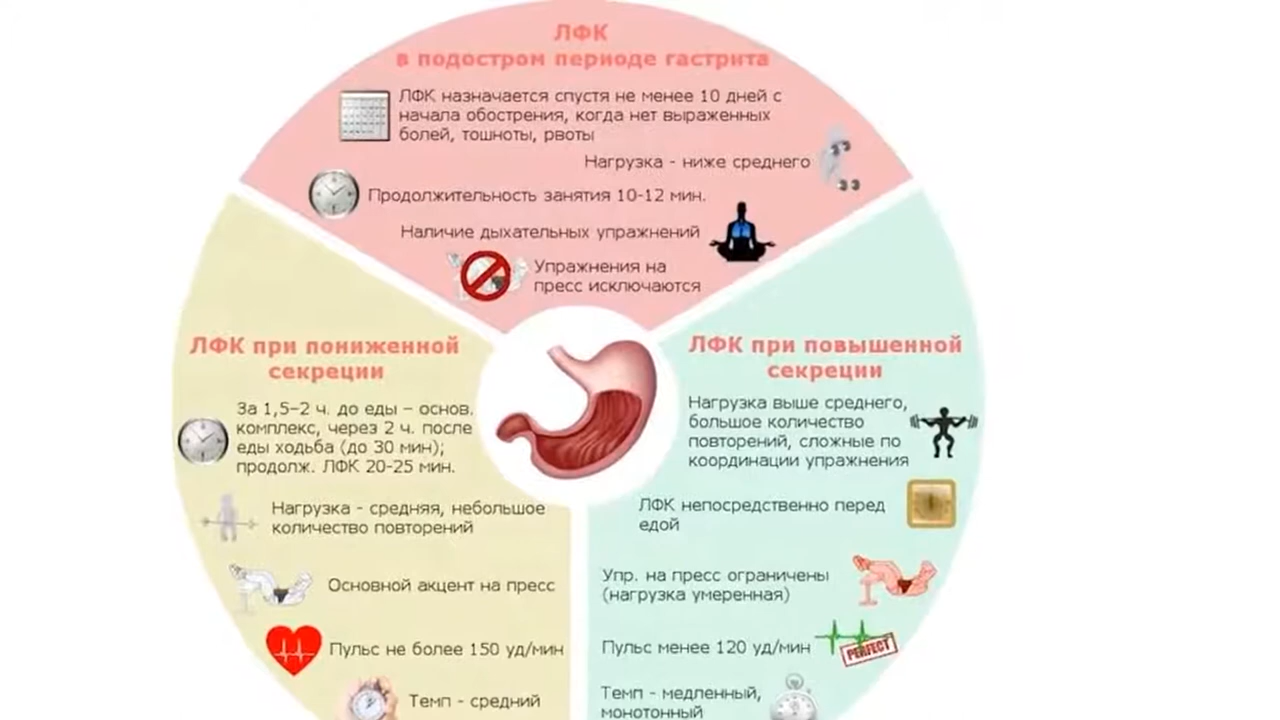 ЛФК
в подостром периоде гастрита
ЛФК назначается спустя не менее 10 дней с
начала обострения, когда нет выраженных
болей, тошноты, рвоты
Нагрузка - ниже среднего
Продолжительность занятия 10-12 мин.
Наличие дыхательных упражнений
Упражнения на
пресс исключаются
ЛФК при пониженной
секреции
За 1,5–2 ч. до еды – основ.
комплекс, через 2 ч. после
еды ходьба (до 30 мин);
продолж. ЛФК 20-25 мин.
Нагрузка - средняя, небольшое
количество повторений
Основной акцент на пресс
Пульс не более 150 уд/мин
Темп - средний
ЛФК при повышенной
секреции
Нагрузка выше среднего,
большое количество
повторений, сложные по
координации упражнения
ЛФК непосредственно перед
едой
Упр. на пресс ограничены
(нагрузка умеренная)
Пульс менее 120 уд/мин
PERFECT
Темп - медленный,
монотонный